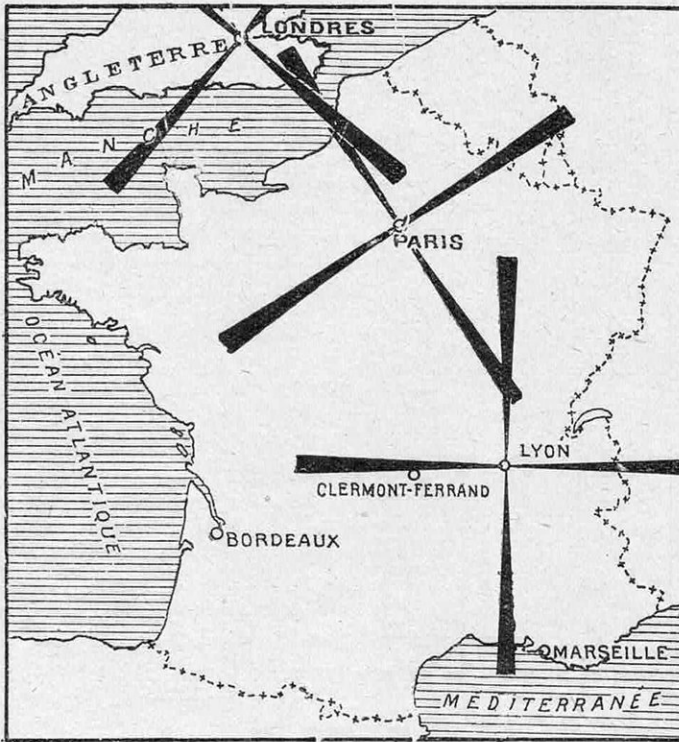 LONDRES
ANGLETERRE
MANCHE
PARIS
OCÉAN ATLANTIQUE
LYON
CLERMONT-FERRAND
BORDEAUX
MARSEILLE
MÉDITERRANÉE